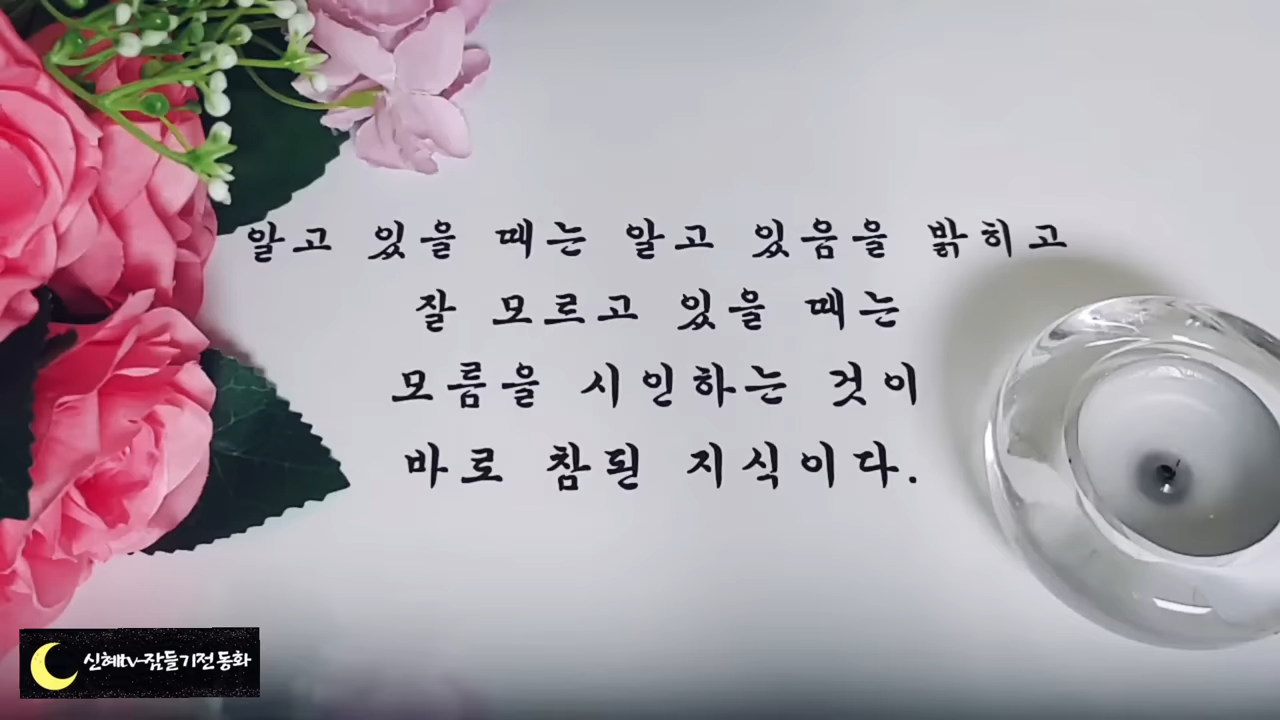 알고 있을 때는 알고 있음을 밝히고
잘 모르고 있을 때는
모름을 시인하는 것이
바로 참된 지식이다.
신혜tv-잠들기전 동화